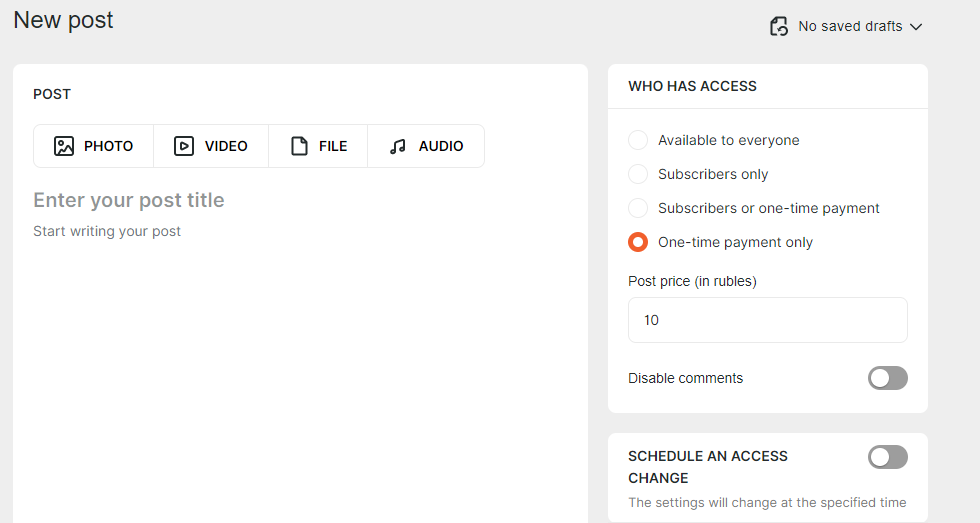 New post
No saved drafts
POST
PHOTO
VIDEO
FILE
AUDIO
Enter your post title
Start writing your post
WHO HAS ACCESS
Available to everyone
Subscribers only
Subscribers or one-time payment
One-time payment only
Post price (in rubles)
10
Disable comments
SCHEDULE AN ACCESS
CHANGE
The settings will change at the specified time